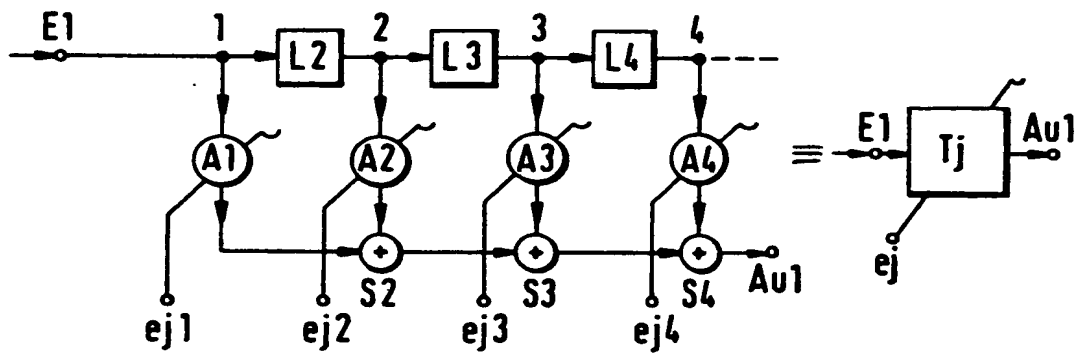 E1 1 2 3 4
L2 L3 L4
A1 A2 A3 A4 ≡ E1 Tj Au1
+ + +
S2 S3 S4 Au1 ej
ej1 ej2 ej3 ej4